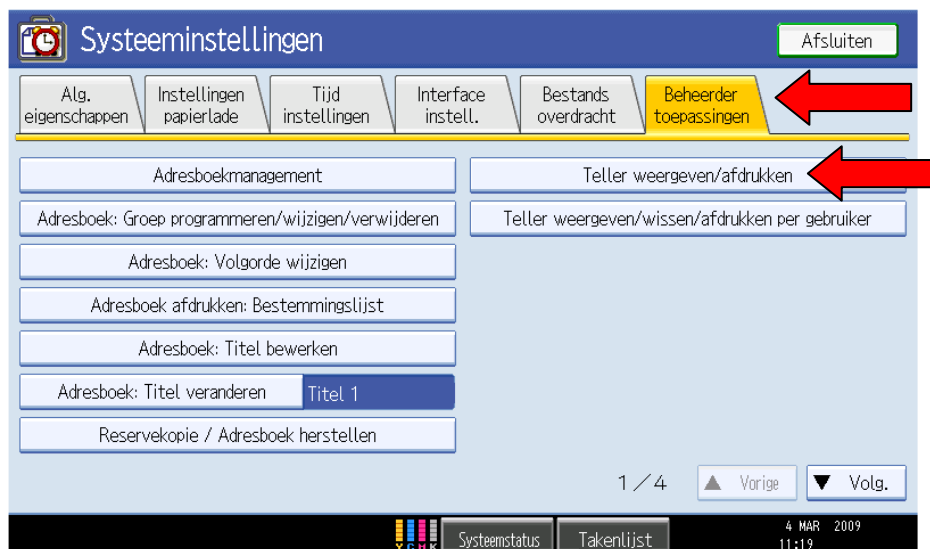 Systeeminstellingen
Afsluiten
Alg.
eigenschappen
Instellingen
papierlade
Tijd
instellingen
Interface
instell.
Bestands
overdracht
Beheerder
toepassingen
Adresboekmanagement
Teller weergeven/afdrukken
Adresboek: Groep programmeren/wijzigen/verwijderen
Teller weergeven/wissen/afdrukken per gebruiker
Adresboek: Volgorde wijzigen
Adresboek afdrukken: Bestemmingslijst
Adresboek: Titel bewerken
Adresboek: Titel veranderen
Titel 1
Reservekopie / Adresboek herstellen
1/4
▲ Vorige
▼ Volg.
Y C M K
Systeemstatus
Takenlijst
4 MAR 2009
11:19